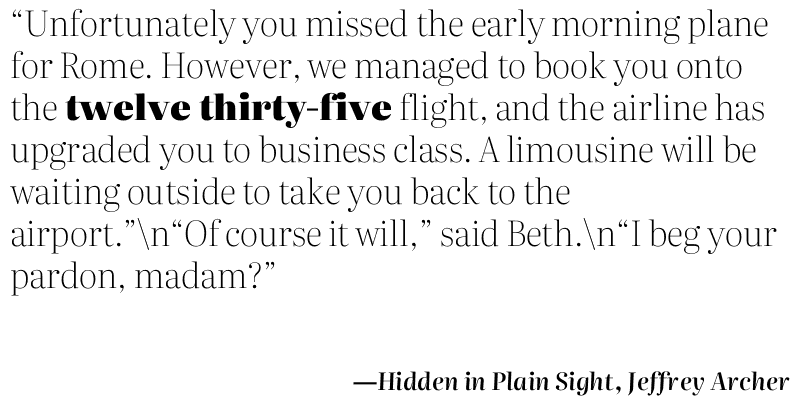 “Unfortunately you missed the early morning plane
for Rome. However, we managed to book you onto
the twelve thirty-five flight, and the airline has
upgraded you to business class. A limousine will be
waiting outside to take you back to the
airport.”\n“Of course it will,” said Beth.\n“I beg your
pardon, madam?”
—Hidden in Plain Sight, Jeffrey Archer